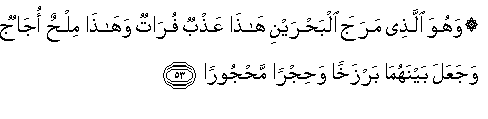 ۞ وَهُوَ ٱلَّذِى مَرَجَ ٱلْبَحْرَيْنِ هَـٰذَا عَذْبٌ فُرَاتٌ وَهَـٰذَا مِلْحٌ أُجَاجٌ
وَجَعَلَ بَيْنَهُمَا بَرْزَخًا وَحِجْرًا مَّحْجُورًا ٥٣